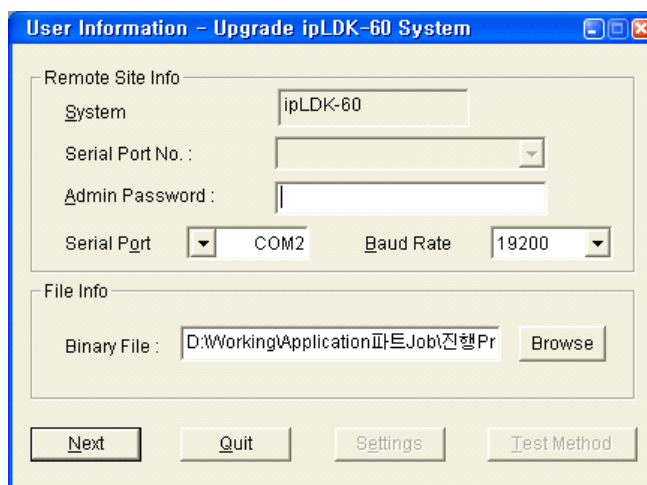 User Information - Upgrade ipLDK-60 System
Remote Site Info
System ipLDK-60
Serial Port No. :
Admin Password :
Serial Port COM2 Baud Rate 19200
File Info
Binary File : D:\Working\Application파트Job\진행Pr Browse
Next Quit Settings Test Method